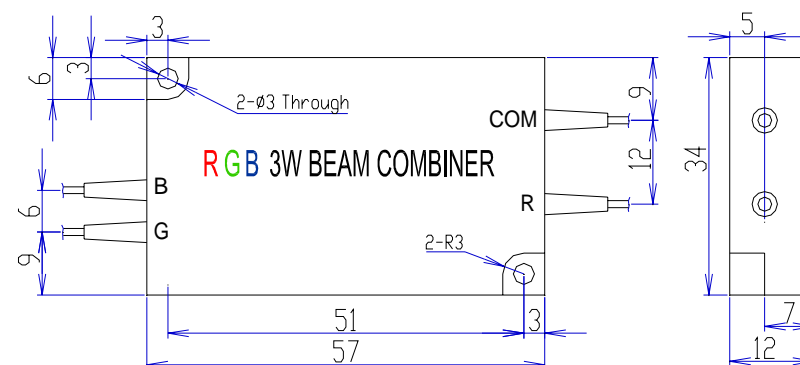 3
5
6
3
2-Ø3 Through
9
COM
34
RGB 3W BEAM COMBINER
12
B
R
6
G
2-R3
9
51
3
7
57
12